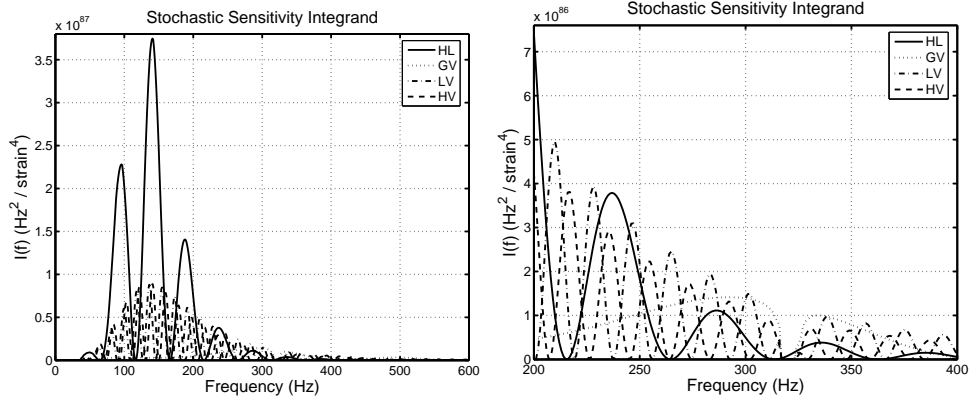 Stochastic Sensitivity Integrand
x 10^87
3.5
3
2.5
2
1.5
1
0.5
0
I(f) (Hz^2 / strain^4)
HL
GV
LV
HV
0 100 200 300 400 500 600
Frequency (Hz)
Stochastic Sensitivity Integrand
x 10^86
7
6
5
4
3
2
1
0
I(f) (Hz^2 / strain^4)
HL
GV
LV
HV
200 250 300 350 400
Frequency (Hz)